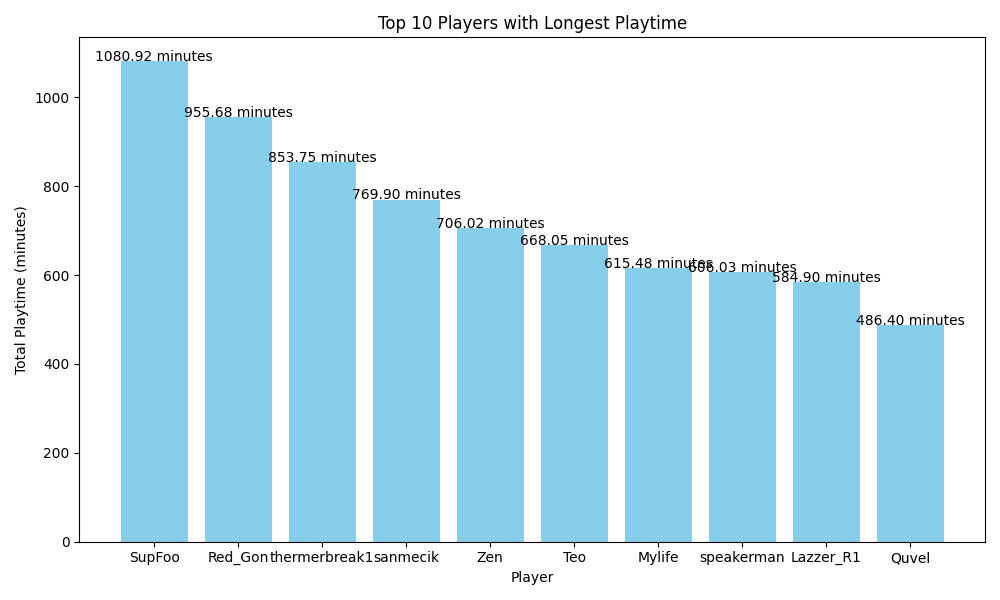 Top 10 Players with Longest Playtime
1080.92 minutes
955.68 minutes
853.75 minutes
769.90 minutes
706.02 minutes
668.05 minutes
615.48 minutes
606.03 minutes
584.90 minutes
486.40 minutes
Total Playtime (minutes)
1000
800
600
400
200
0
SupFoo Red_Gon thermerbreak1 sanmecik Zen Teo Mylife speakerman Lazzer_R1 Quvel
Player